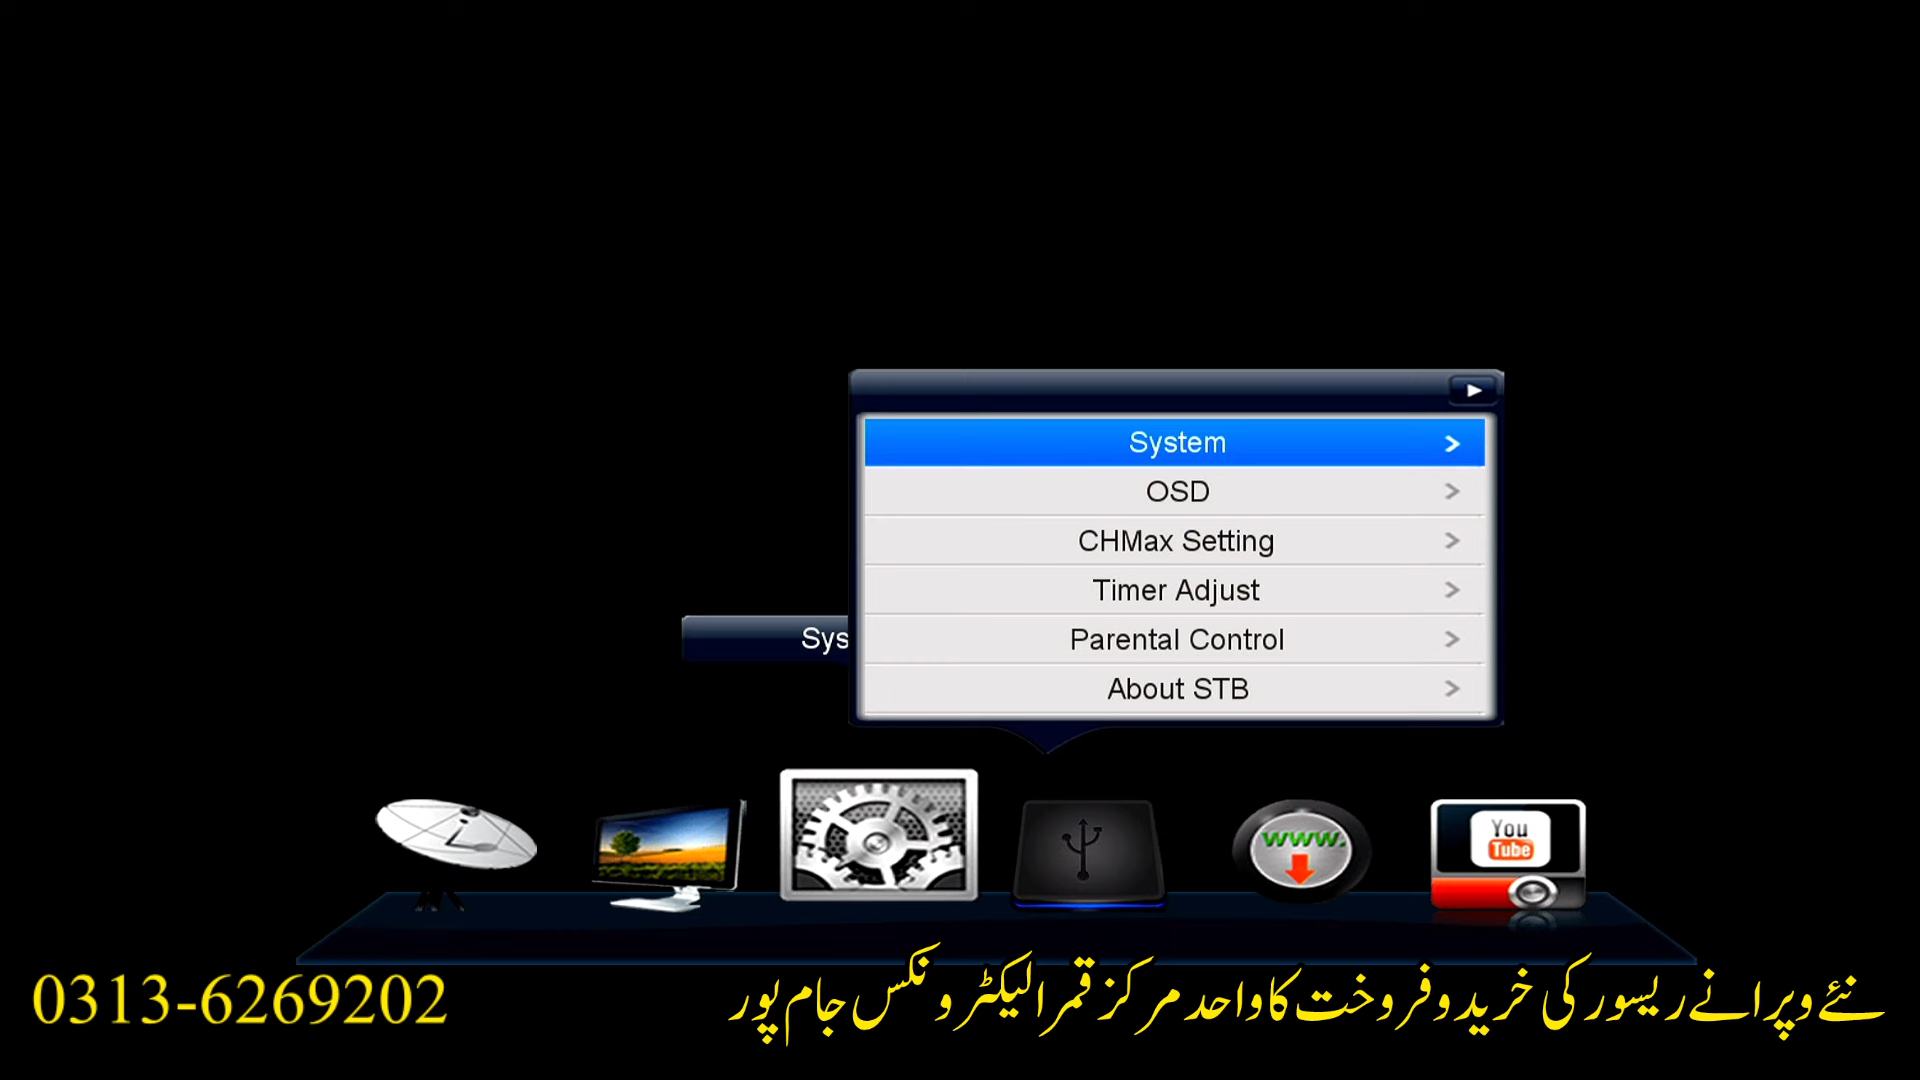 System
OSD
CHMax Setting
Timer Adjust
Sys
Parental Control
About STB
www.
You
Tube
0313-6269202
نئے وپرانے ریسور کی خرید و فروخت کا واحد مرکز قمر الیکٹرونکس جام پور